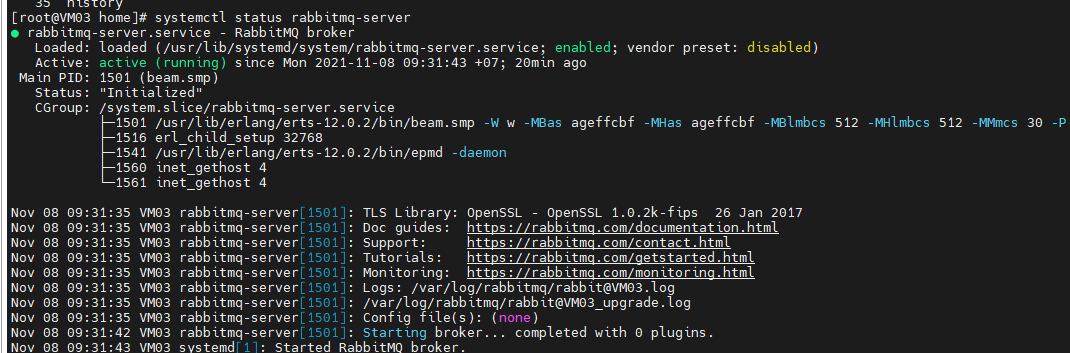 35 history
[root@VM03 home]# systemctl status rabbitmq-server
● rabbitmq-server.service - RabbitMQ broker
Loaded: loaded (/usr/lib/systemd/system/rabbitmq-server.service; enabled; vendor preset: disabled)
Active: active (running) since Mon 2021-11-08 09:31:43 +07; 20min ago
Main PID: 1501 (beam.smp)
Status: "Initialized"
CGroup: /system.slice/rabbitmq-server.service
├─1501 /usr/lib/erlang/erts-12.0.2/bin/beam.smp -W w -MBas ageffcbf -MHas ageffcbf -MBlmbcs 512 -MHlmbcs 512 -MMmcs 30 -P
├─1516 erl_child_setup 32768
├─1541 /usr/lib/erlang/erts-12.0.2/bin/epmd -daemon
├─1560 inet_gethost 4
└─1561 inet_gethost 4
Nov 08 09:31:35 VM03 rabbitmq-server[1501]: TLS Library: OpenSSL - OpenSSL 1.0.2k-fips 26 Jan 2017
Nov 08 09:31:35 VM03 rabbitmq-server[1501]: Doc guides: https://rabbitmq.com/documentation.html
Nov 08 09:31:35 VM03 rabbitmq-server[1501]: Support: https://rabbitmq.com/contact.html
Nov 08 09:31:35 VM03 rabbitmq-server[1501]: Tutorials: https://rabbitmq.com/getstarted.html
Nov 08 09:31:35 VM03 rabbitmq-server[1501]: Monitoring: https://rabbitmq.com/monitoring.html
Nov 08 09:31:35 VM03 rabbitmq-server[1501]: Logs: /var/log/rabbitmq/rabbit@VM03.log
Nov 08 09:31:35 VM03 rabbitmq-server[1501]: /var/log/rabbitmq/rabbit@VM03_upgrade.log
Nov 08 09:31:35 VM03 rabbitmq-server[1501]: Config file(s): (none)
Nov 08 09:31:42 VM03 rabbitmq-server[1501]: Starting broker... completed with 0 plugins.
Nov 08 09:31:43 VM03 systemd[1]: Started RabbitMQ broker.